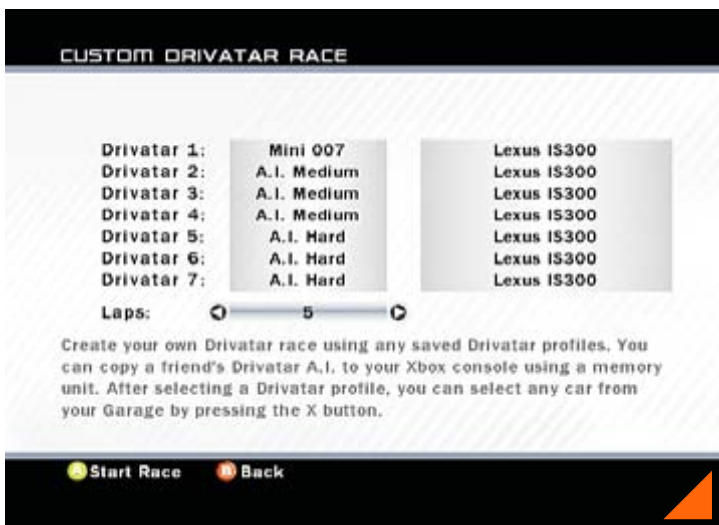 CUSTOM DRIVATAR RACE
Drivatar 1: Mini 007 Lexus IS300
Drivatar 2: A.I. Medium Lexus IS300
Drivatar 3: A.I. Medium Lexus IS300
Drivatar 4: A.I. Medium Lexus IS300
Drivatar 5: A.I. Hard Lexus IS300
Drivatar 6: A.I. Hard Lexus IS300
Drivatar 7: A.I. Hard Lexus IS300
Laps: 5
Create your own Drivatar race using any saved Drivatar profiles. You
can copy a friend's Drivatar A.I. to your Xbox console using a memory
unit. After selecting a Drivatar profile, you can select any car from
your Garage by pressing the X button.
A Start Race B Back